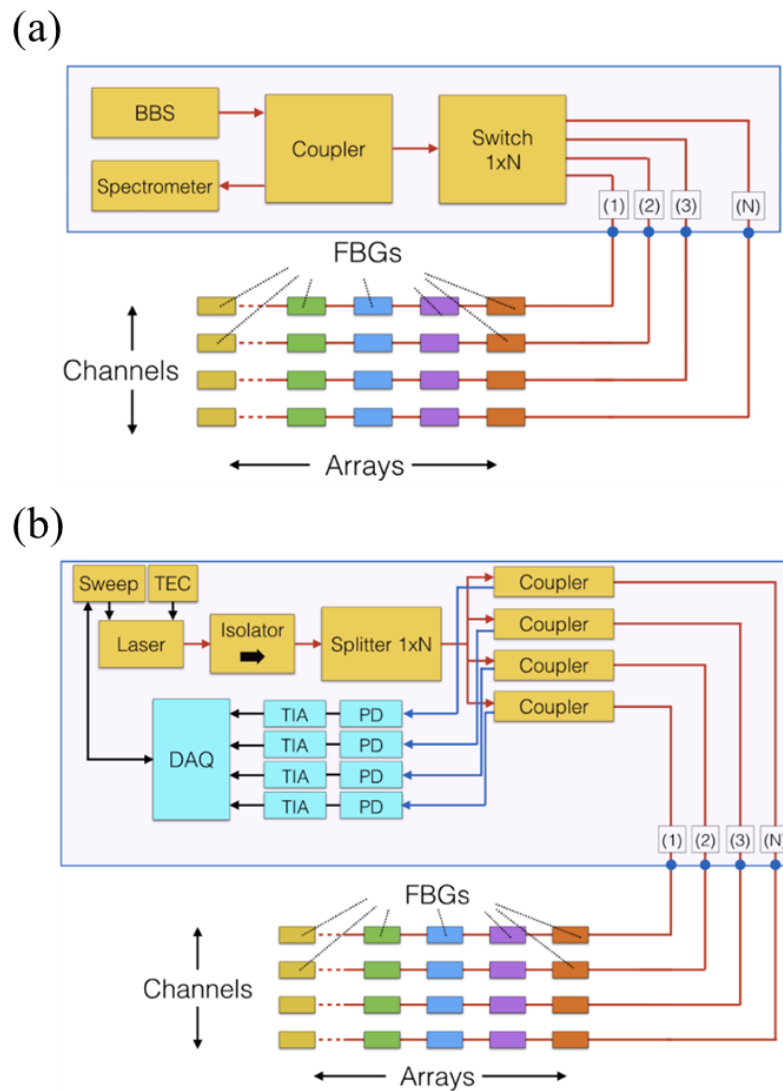 (a)
BBS
Coupler
Switch
1xN
Spectrometer
(1) (2) (3) (N)
FBGs
Channels
Arrays
(b)
Sweep TEC
Coupler
Laser
Isolator
Splitter 1xN
Coupler
Coupler
Coupler
DAQ
TIA PD
TIA PD
TIA PD
TIA PD
(1) (2) (3) (N)
FBGs
Channels
Arrays